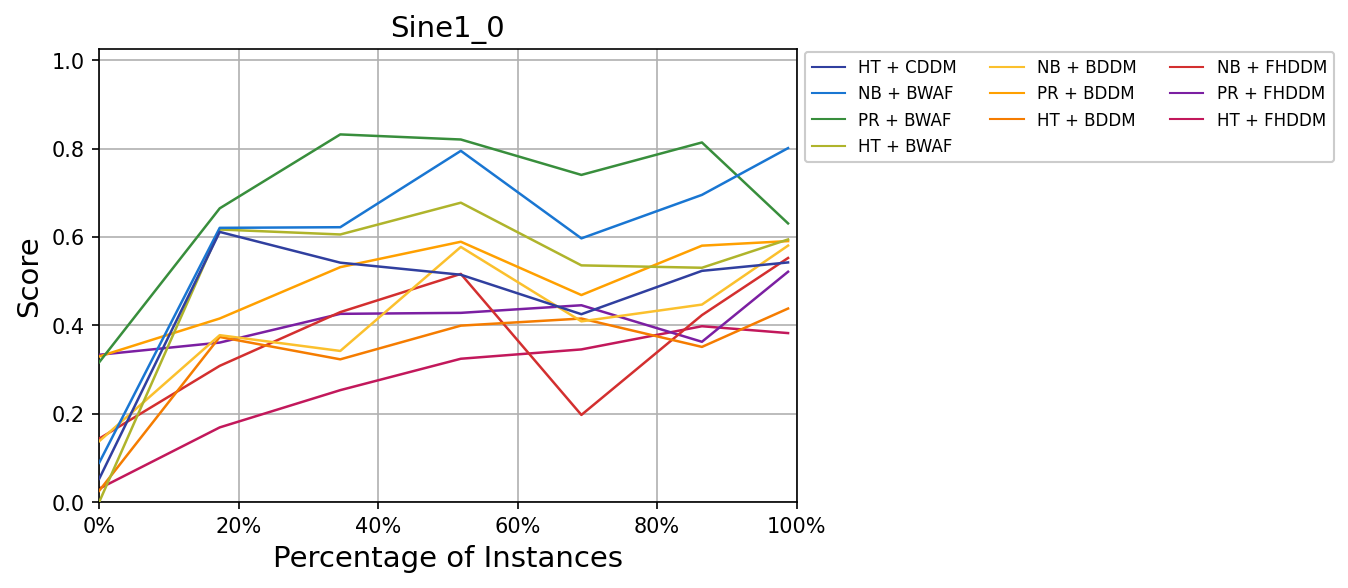 Sine1_0
1.0
0.8
0.6
0.4
0.2
0.0
Score
0% 20% 40% 60% 80% 100%
Percentage of Instances
HT + CDDM
NB + BWAF
PR + BWAF
HT + BWAF
NB + BDDM
PR + BDDM
HT + BDDM
NB + FHDDM
PR + FHDDM
HT + FHDDM